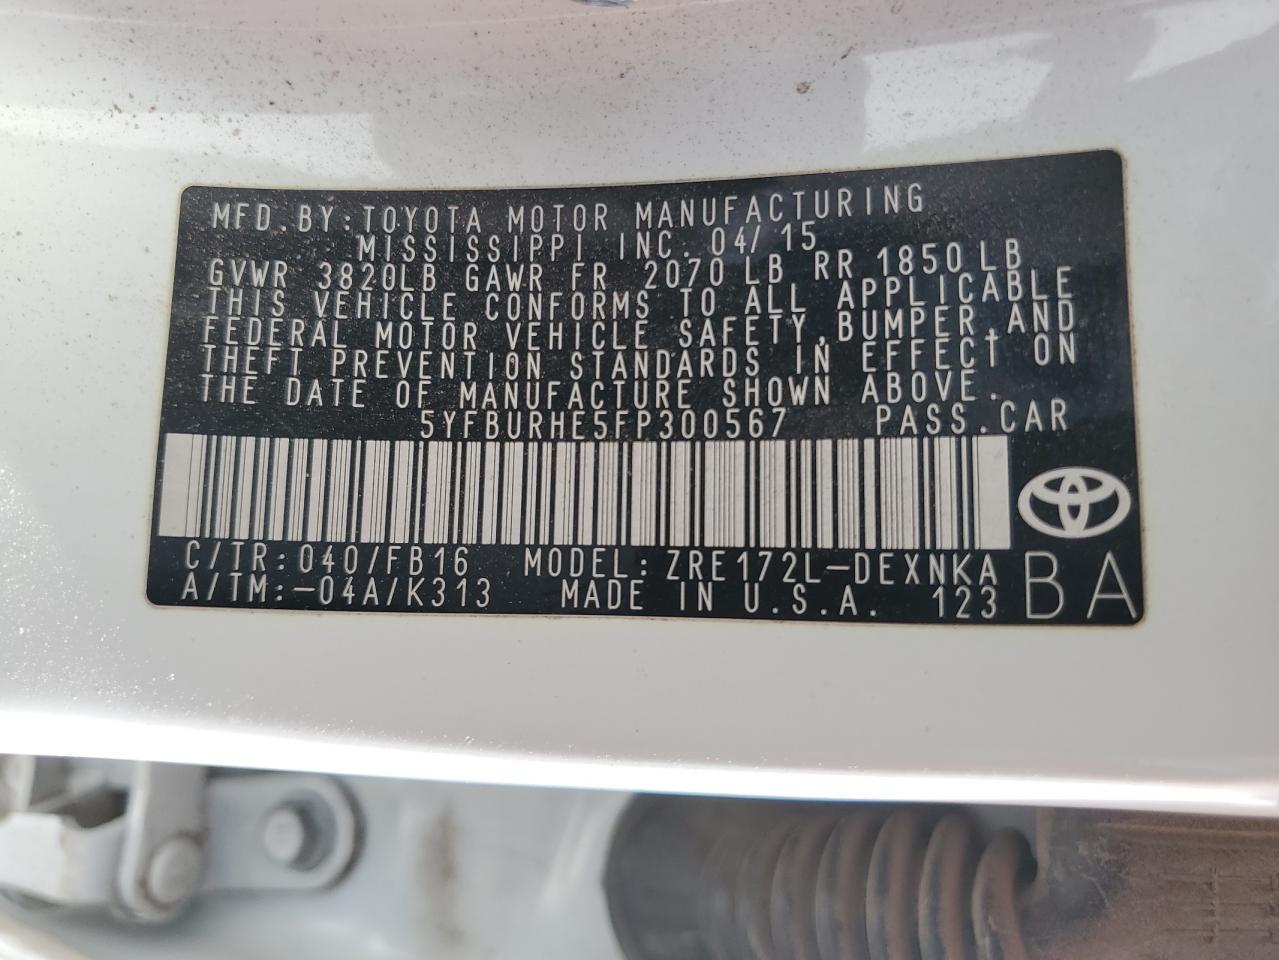 MFD. BY: TOYOTA MOTOR MANUFACTURING
MISSISSIPPI INC. 04/15
GVWR 3820LB GAWR FR 2070 LB RR 1850 LB
THIS VEHICLE CONFORMS TO ALL APPLICABLE
FEDERAL MOTOR VEHICLE SAFETY, BUMPER, AND
THEFT PREVENTION STANDARDS IN EFFECT ON
THE DATE OF MANUFACTURE SHOWN ABOVE.
5YFBURHE5FP300567 PASS. CAR
C/TR: 040/FB16 MODEL: ZRE172L-DEXNKA
A/TM: -04A/K313 MADE IN U.S.A. 123
BA